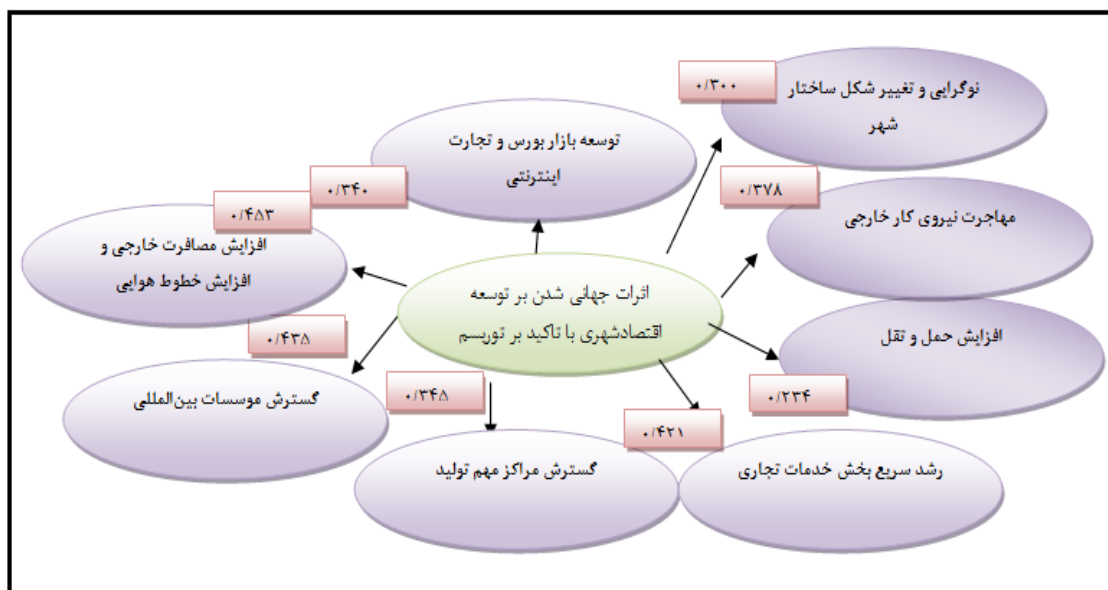 ۰/۳۰۰
نوگرایی و تغییر شکل ساختار
شهر
توسعه بازار بورس و تجارت
اینترنتی
۰/۳۴۰
۰/۳۷۸
مهاجرت نیروی کار خارجی
۰/۴۵۳
افزایش مصافرت خارجی و
افزایش خطوط هوایی
اثرات جهانی شدن بر توسعه
اقتصادشهری با تاکید بر توریسم
۰/۴۳۵
افزایش حمل و تقل
۰/۲۳۴
گسترش موسسات بین‌المللی
۰/۳۴۵
۰/۴۲۱
گسترش مراکز مهم تولید
رشد سریع بخش خدمات تجاری